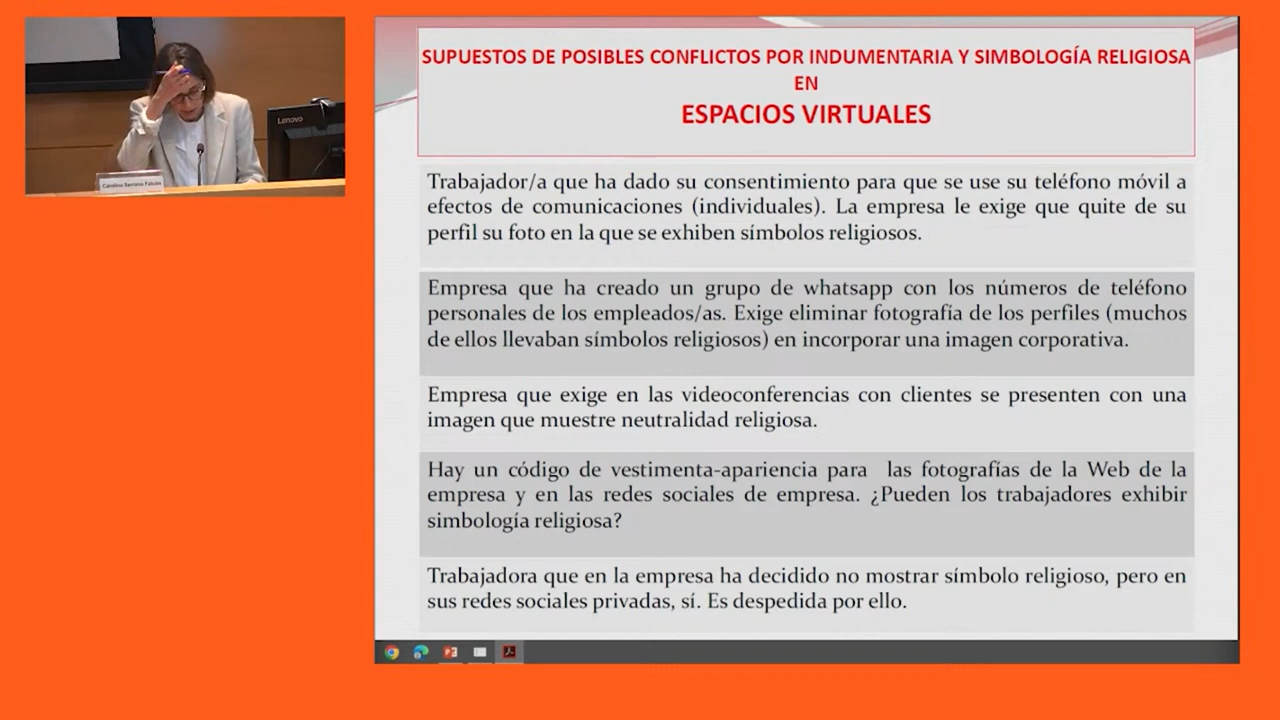 Lenovo
Carolina Serrano Falcón
SUPUESTOS DE POSIBLES CONFLICTOS POR INDUMENTARIA Y SIMBOLOGÍA RELIGIOSA
EN
ESPACIOS VIRTUALES
Trabajador/a que ha dado su consentimiento para que se use su teléfono móvil a
efectos de comunicaciones (individuales). La empresa le exige que quite de su
perfil su foto en la que se exhiben símbolos religiosos.
Empresa que ha creado un grupo de whatsapp con los números de teléfono
personales de los empleados/as. Exige eliminar fotografía de los perfiles (muchos
de ellos llevaban símbolos religiosos) en incorporar una imagen corporativa.
Empresa que exige en las videoconferencias con clientes se presenten con una
imagen que muestre neutralidad religiosa.
Hay un código de vestimenta-apariencia para las fotografías de la Web de la
empresa y en las redes sociales de empresa. ¿Pueden los trabajadores exhibir
simbología religiosa?
Trabajadora que en la empresa ha decidido no mostrar símbolo religioso, pero en
sus redes sociales privadas, sí. Es despedida por ello.